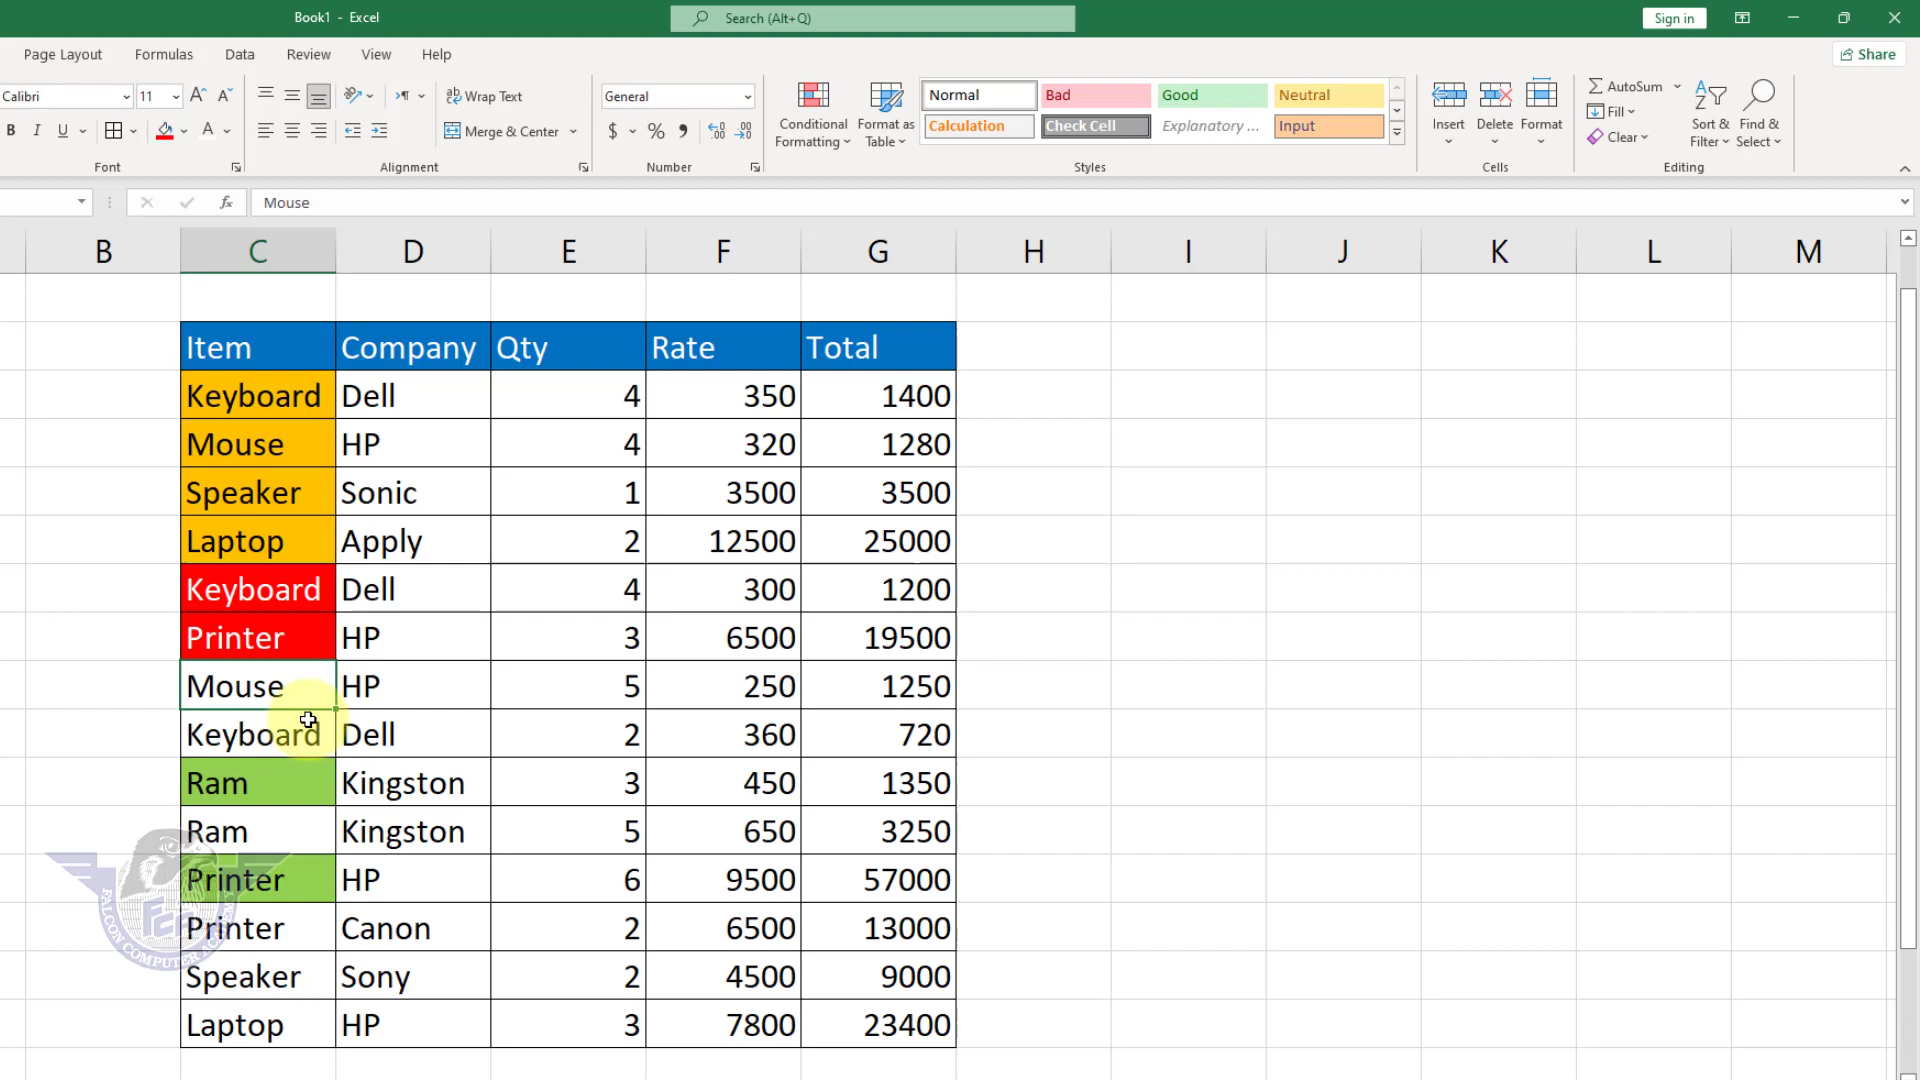 Book1 - Excel
Search (Alt+Q)
Sign in
Page Layout Formulas Data Review View Help
Share
Calibri 11 Wrap Text General
Normal Bad Good Neutral
Calculation Check Cell Explanatory ... Input
B I U Merge & Center $ % 9
Conditional Formatting Format as Table
Insert Delete Format
AutoSum
Fill
Clear
Sort & Filter Find & Select
Font Alignment Number Styles Cells Editing
fx Mouse
B C D E F G H I J K L M
Item Company Qty Rate Total
Keyboard Dell 4 350 1400
Mouse HP 4 320 1280
Speaker Sonic 1 3500 3500
Laptop Apply 2 12500 25000
Keyboard Dell 4 300 1200
Printer HP 3 6500 19500
Mouse HP 5 250 1250
Keyboard Dell 2 360 720
Ram Kingston 3 450 1350
Ram Kingston 5 650 3250
Printer HP 6 9500 57000
Printer Canon 2 6500 13000
Speaker Sony 2 4500 9000
Laptop HP 3 7800 23400
FALCON COMPUTER ACADEMY